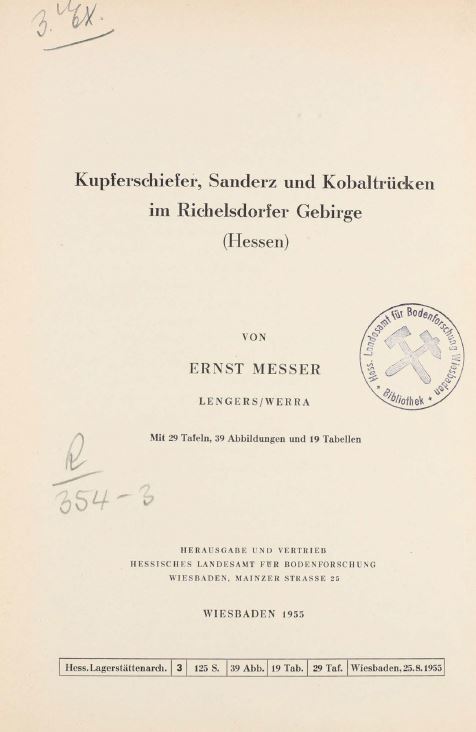 3. Ex.
Kupferschiefer, Sanderz und Kobaltrücken
im Richelsdorfer Gebirge
(Hessen)
VON
ERNST MESSER
LENGERS/WERRA
Hess. Landesamt für Bodenforschung Wiesbaden
* Bibliothek *
Mit 29 Tafeln, 39 Abbildungen und 19 Tabellen
R
354-3
HERAUSGABE UND VERTRIEB
HESSISCHES LANDESAMT FÜR BODENFORSCHUNG
WIESBADEN, MAINZER STRASSE 25
WIESBADEN 1955
Hess. Lagerstättenarch. 3 125 S. 39 Abb. 19 Tab. 29 Taf. Wiesbaden, 25.8.1955